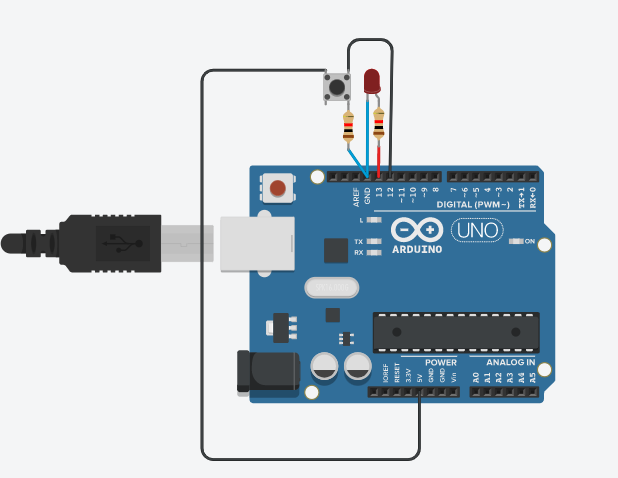 AREF
GND
13
12
~11
~10
~9
8
7
~6
~5
4
~3
2
TX→1
RX←0
DIGITAL (PWM~)
L
TX
RX
ARDUINO
UNO
ON
POWER
ANALOG IN
IOREF
RESET
3.3V
5V
GND
GND
Vin
A0
A1
A2
A3
A4
A5